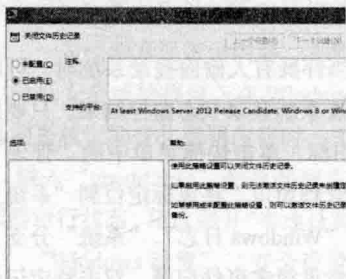 关闭文件历史记录
未配置(C)
注释:
已启用(E)
已禁用(D)
支持的平台:
At least Windows Server 2012 Release Candidate, Windows 8 or Win
选项:
帮助:
使用此策略设置可以关闭文件历史记录。
如果启用此策略设置，则无法激活文件历史记录来创建定
如果禁用或未配置此策略设置，则可以激活文件历史记录
备份。